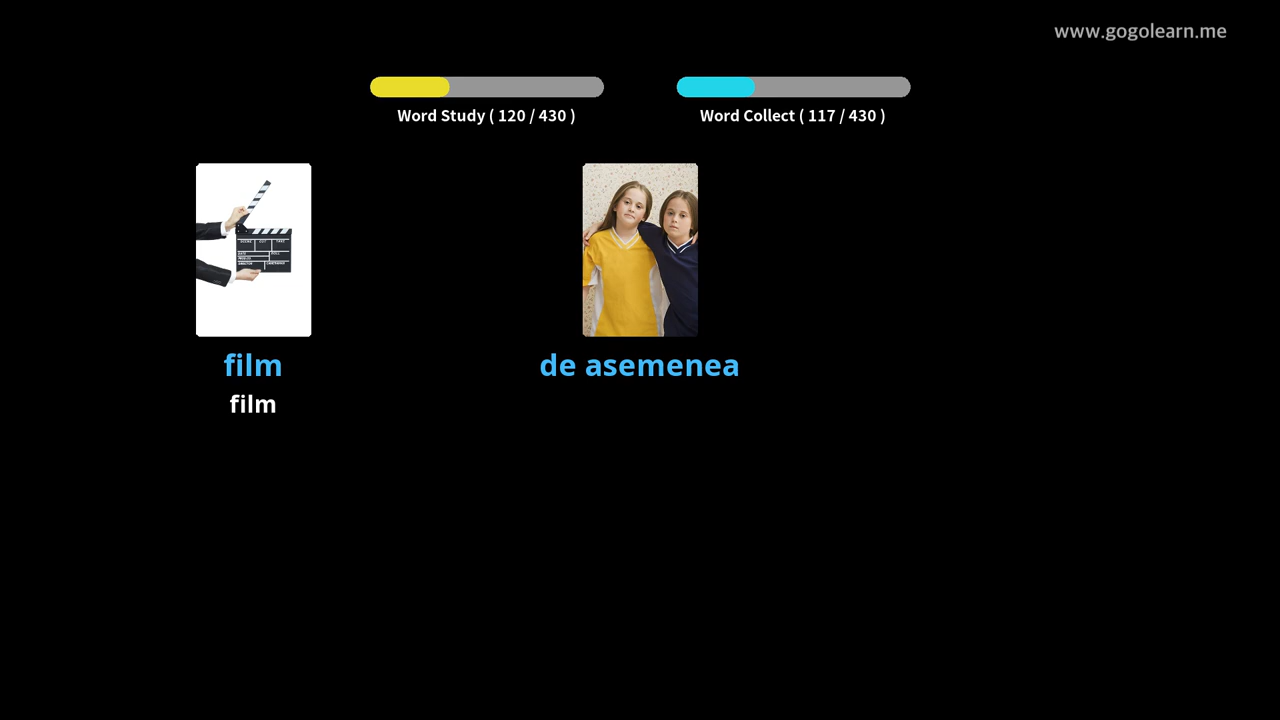 www.gogolearn.me
Word Study ( 120 / 430 )
Word Collect ( 117 / 430 )
film
film
de asemenea